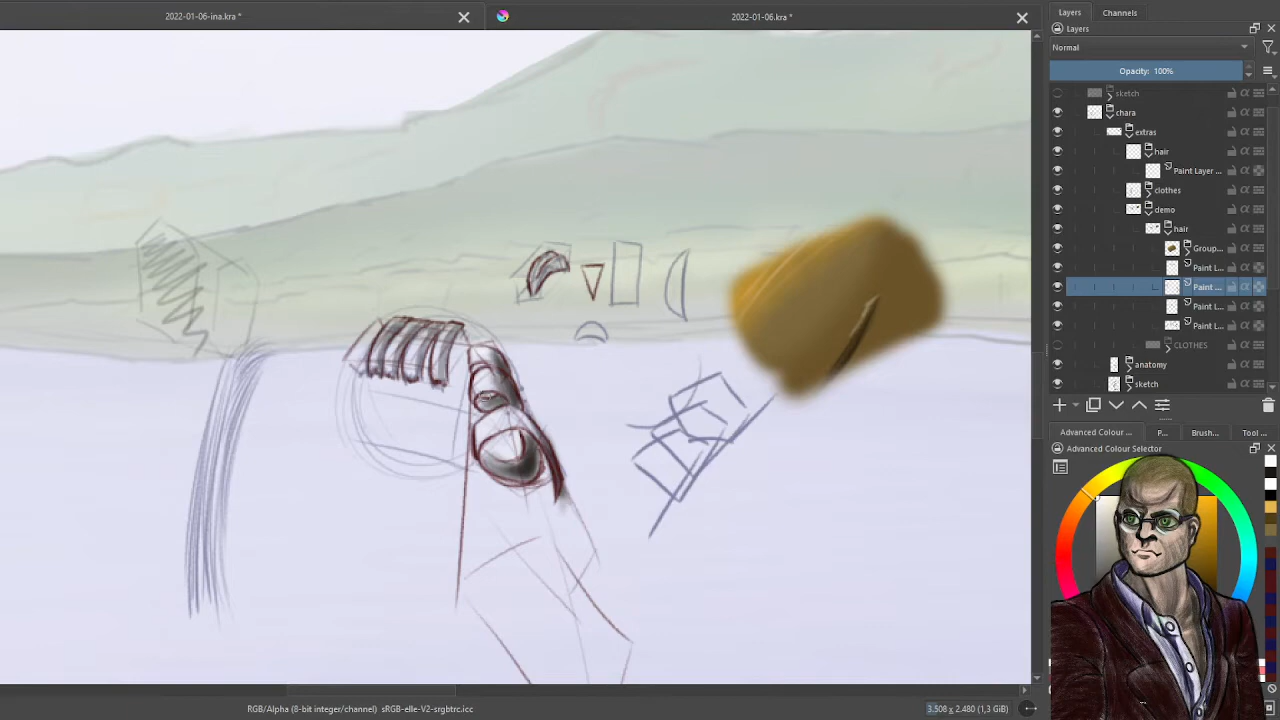 2022-01-06-ina.kra *
2022-01-06.kra *
Layers
Channels
Layers
Normal
Opacity: 100%
sketch
chara
extras
hair
Paint Layer ...
clothes
demo
hair
Group...
Paint L...
Paint ...
Paint L...
Paint L...
CLOTHES
anatomy
sketch
Advanced Colour ...
P...
Brush...
Tool ...
Advanced Colour Selector
RGB/Alpha (8-bit integer/channel) sRGB-elle-V2-srgbtrc.icc
3.508 x 2.480 (1,3 GiB)